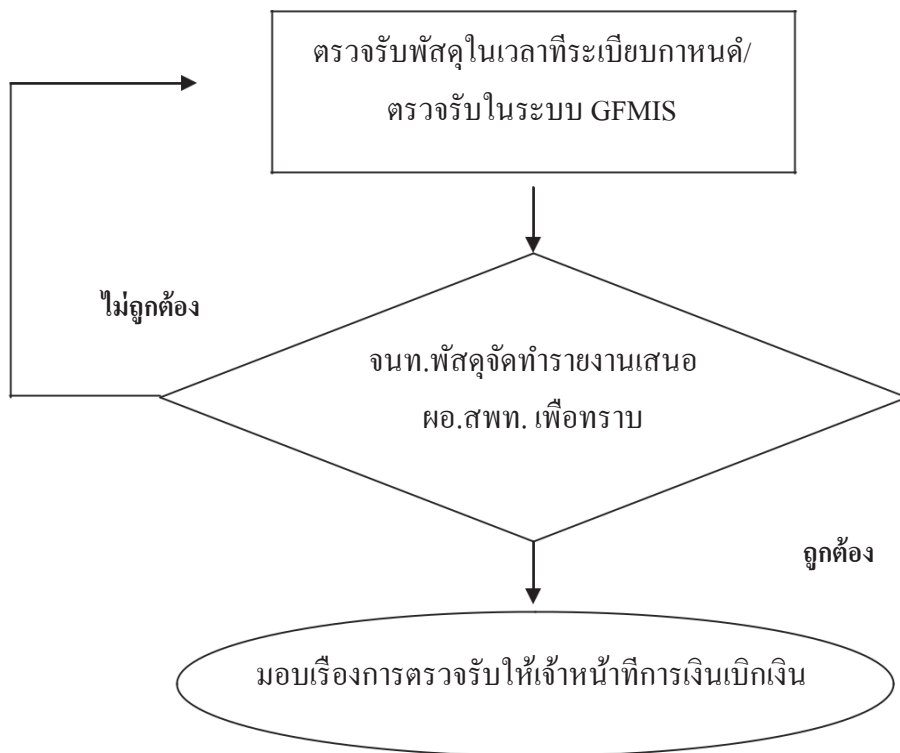 ตรวจรับพัสดุในเวลาทีระเบียบกาหนดํ/
ตรวจรับในระบบ GFMIS
ไม่ถูกต้อง
จนท.พัสดุจัดทำรายงานเสนอ
ผอ.สพท. เพือทราบ
ถูกต้อง
มอบเรืองการตรวจรับให้เจ้าหน้าทีการเงินเบิกเงิน